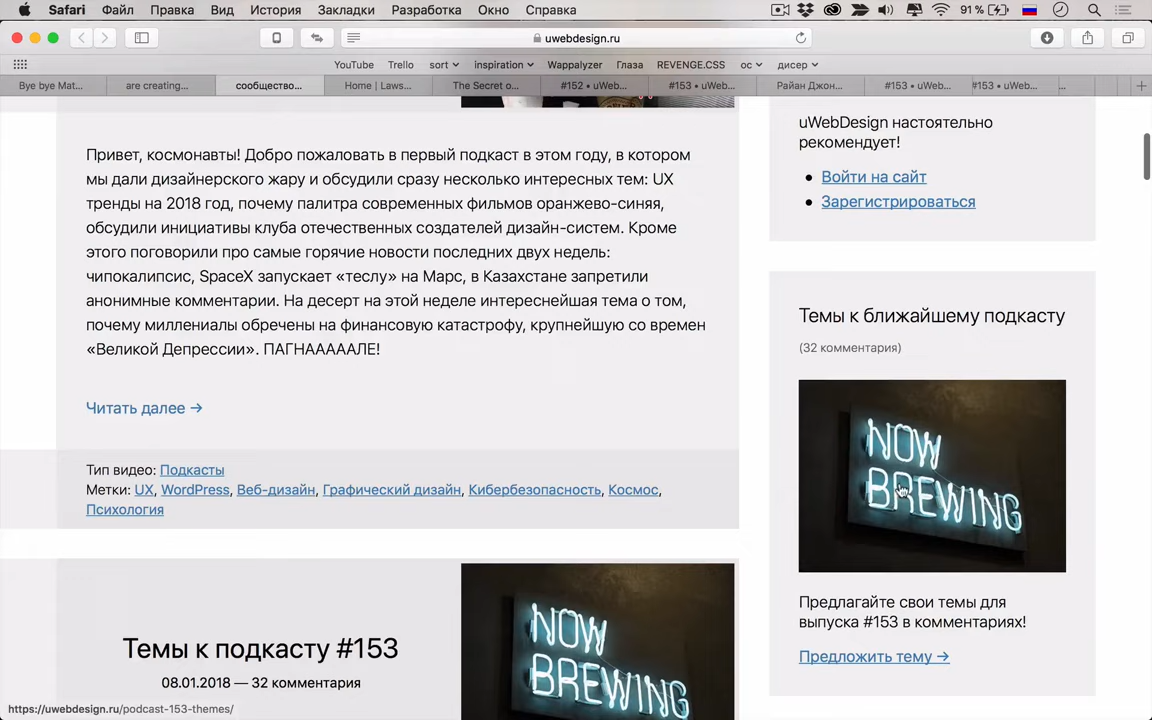 Safari Файл Правка Вид История Закладки Разработка Окно Справка 91 %
uwebdesign.ru
YouTube Trello sort inspiration Wappalyzer Глаза REVENGE.CSS ос дисер
Bye bye Mat... are creating... сообщество... Home | Laws... The Secret o... #152 • uWeb... #153 • uWeb... Райан Джон... #153 • uWeb... #153 • uWeb... ...
Привет, космонавты! Добро пожаловать в первый подкаст в этом году, в котором
мы дали дизайнерского жару и обсудили сразу несколько интересных тем: UX
тренды на 2018 год, почему палитра современных фильмов оранжево-синяя,
обсудили инициативы клуба отечественных создателей дизайн-систем. Кроме
этого поговорили про самые горячие новости последних двух недель:
чипокалипсис, SpaceX запускает «теслу» на Марс, в Казахстане запретили
анонимные комментарии. На десерт на этой неделе интереснейшая тема о том,
почему миллениалы обречены на финансовую катастрофу, крупнейшую со времен
«Великой Депрессии». ПАГНАААААЛЕ!
Читать далее →
Тип видео: Подкасты
Метки: UX, WordPress, Веб-дизайн, Графический дизайн, Кибербезопасность, Космос,
Психология
Темы к подкасту #153
08.01.2018 — 32 комментария
NOW
BREWING
uWebDesign настоятельно
рекомендует!
• Войти на сайт
• Зарегистрироваться
Темы к ближайшему подкасту
(32 комментария)
NOW
BREWING
Предлагайте свои темы для
выпуска #153 в комментариях!
Предложить тему →
https://uwebdesign.ru/podcast-153-themes/